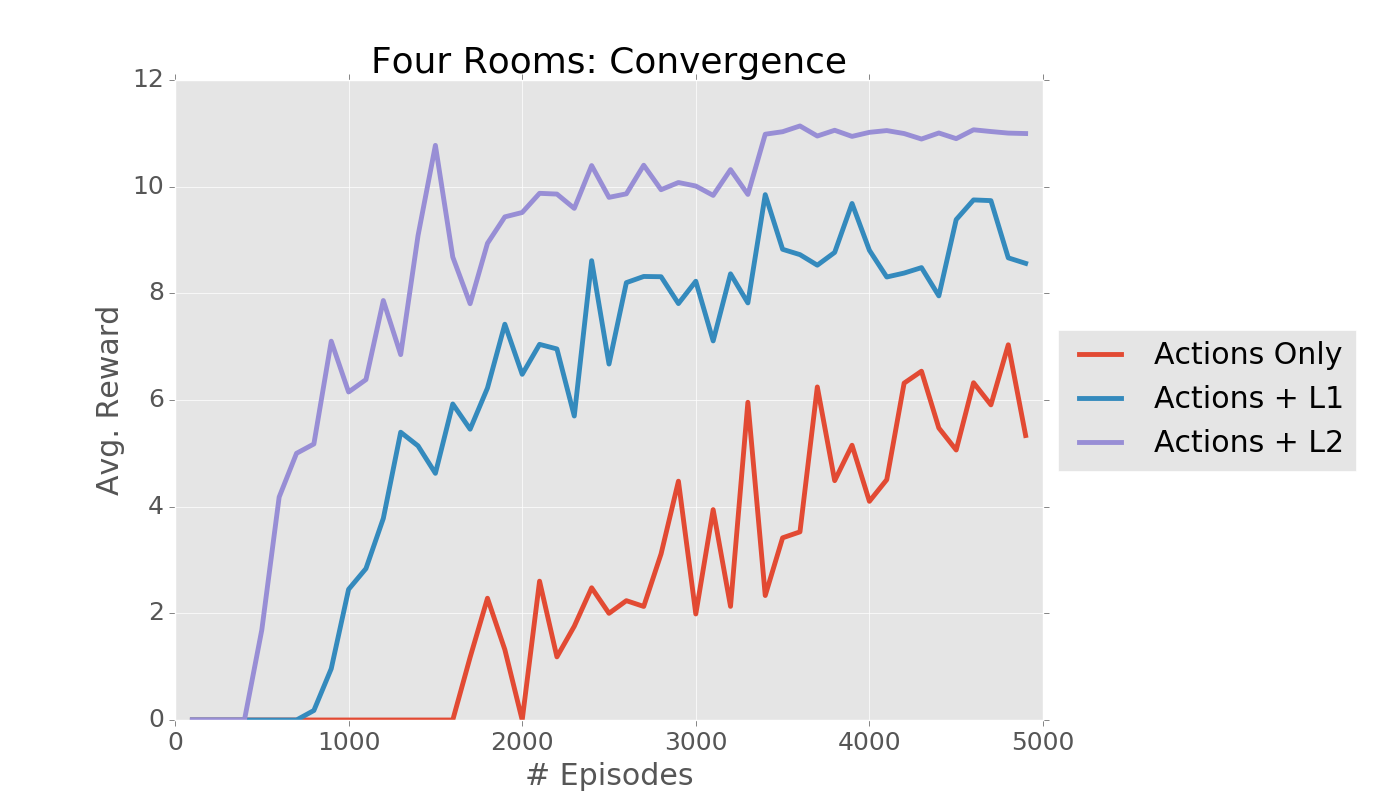 Four Rooms: Convergence
12
10
8
6
4
2
0
Avg. Reward
0 1000 2000 3000 4000 5000
# Episodes
Actions Only
Actions + L1
Actions + L2